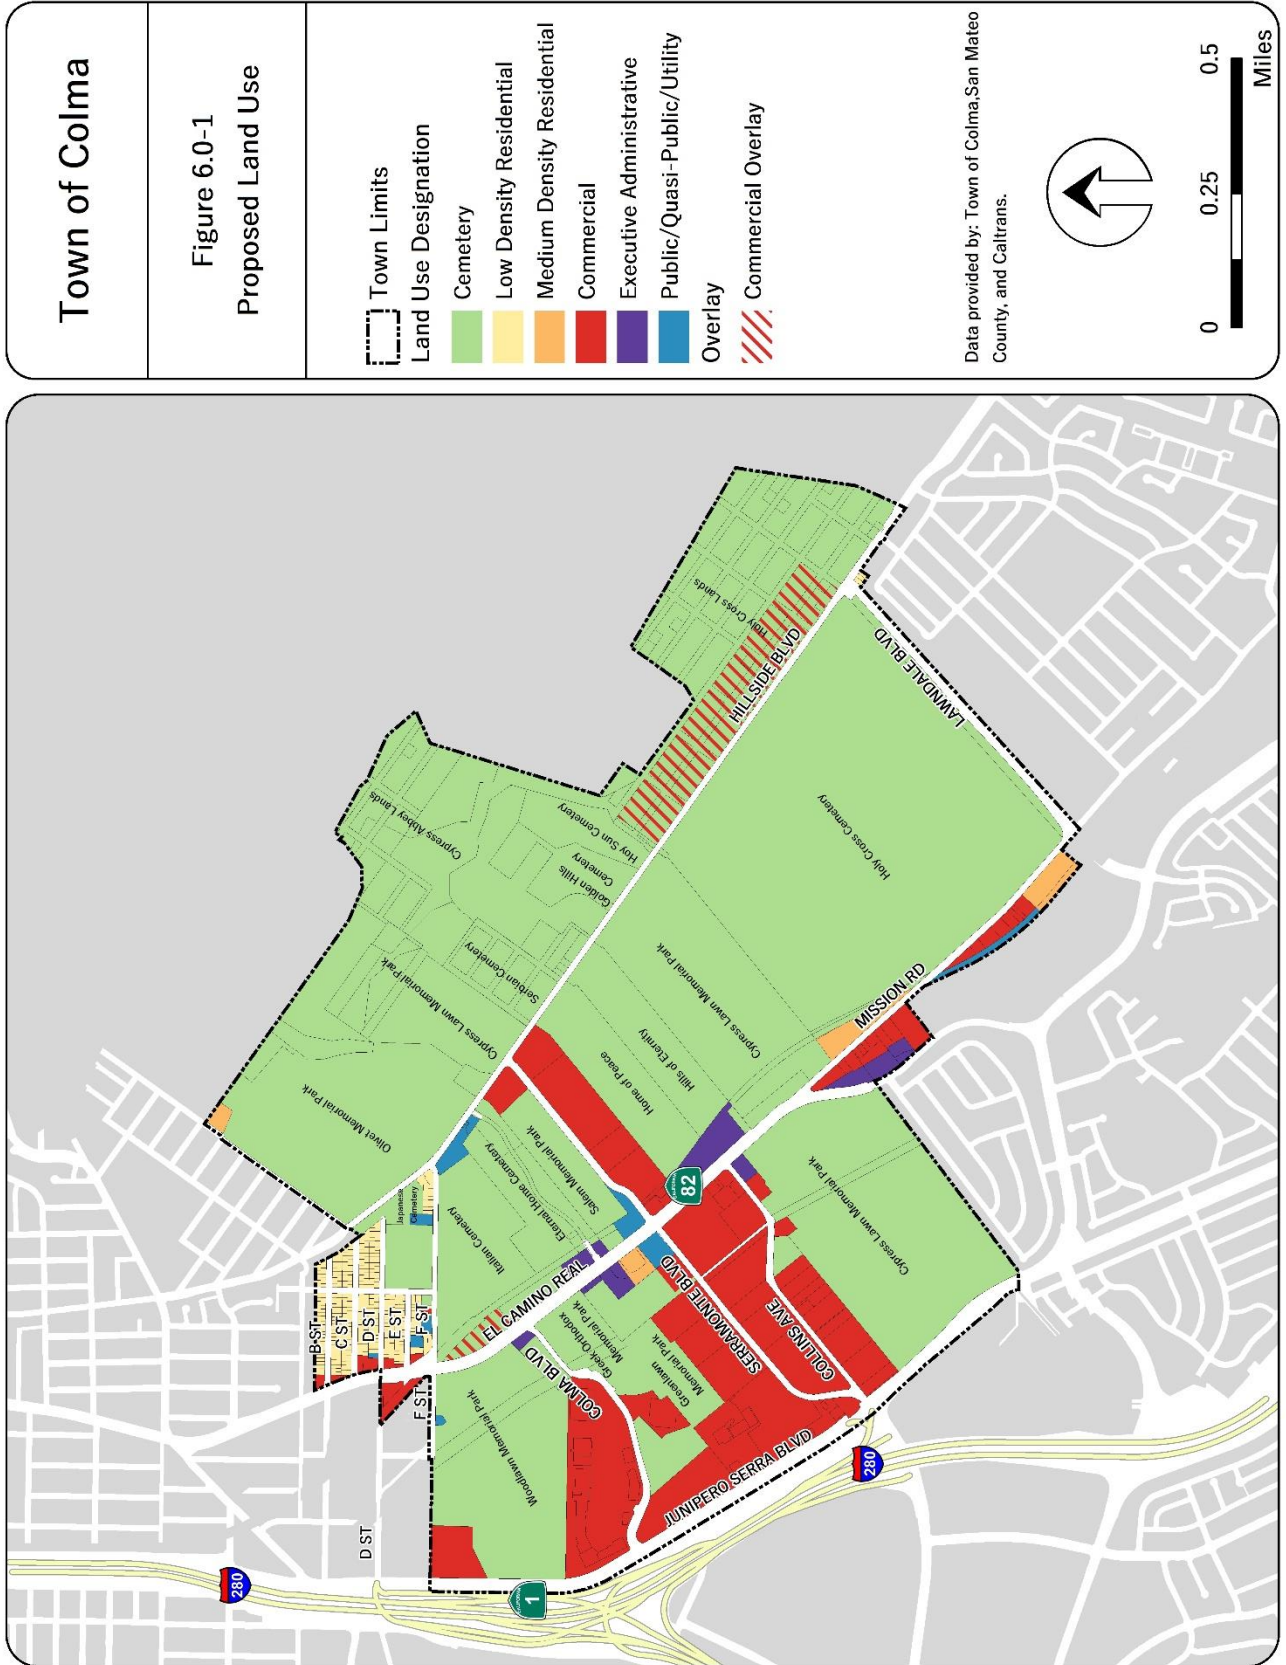 Town of Colma
Figure 6.0-1
Proposed Land Use
Town Limits
Land Use Designation
Cemetery
Low Density Residential
Medium Density Residential
Commercial
Executive Administrative
Public/Quasi-Public/Utility
Overlay
Commercial Overlay
Data provided by: Town of Colma,San Mateo
County, and Caltrans.
0
0.25
0.5
Miles
280
D ST
CALIFORNIA
1
B ST
C ST
D ST
E ST
F ST
F ST
Japanese
Cemetery
Olivet Memorial Park
Cypress Lawn Memorial Park
Cypress Abbey Lands
Serbian Cemetery
Golden Hills
Cemetery
Hoy Sun Cemetery
Holy Cross Lands
HILLSIDE BLVD
LAWNDALE BLVD
Holy Cross Cemetery
MISSION RD
Cypress Lawn Memorial Park
Hills of Eternity
Home of Peace
Italian Cemetery
Eternal Home Cemetery
Salem Memorial Park
EL CAMINO REAL
CALIFORNIA
82
Woodlawn Memorial Park
COLMA BLVD
Greek Orthodox
Memorial Park
Greenlawn
Memorial Park
SERRAMONTE BLVD
COLLINS AVE
Cypress Lawn Memorial Park
JUNIPERO SERRA BLVD
280